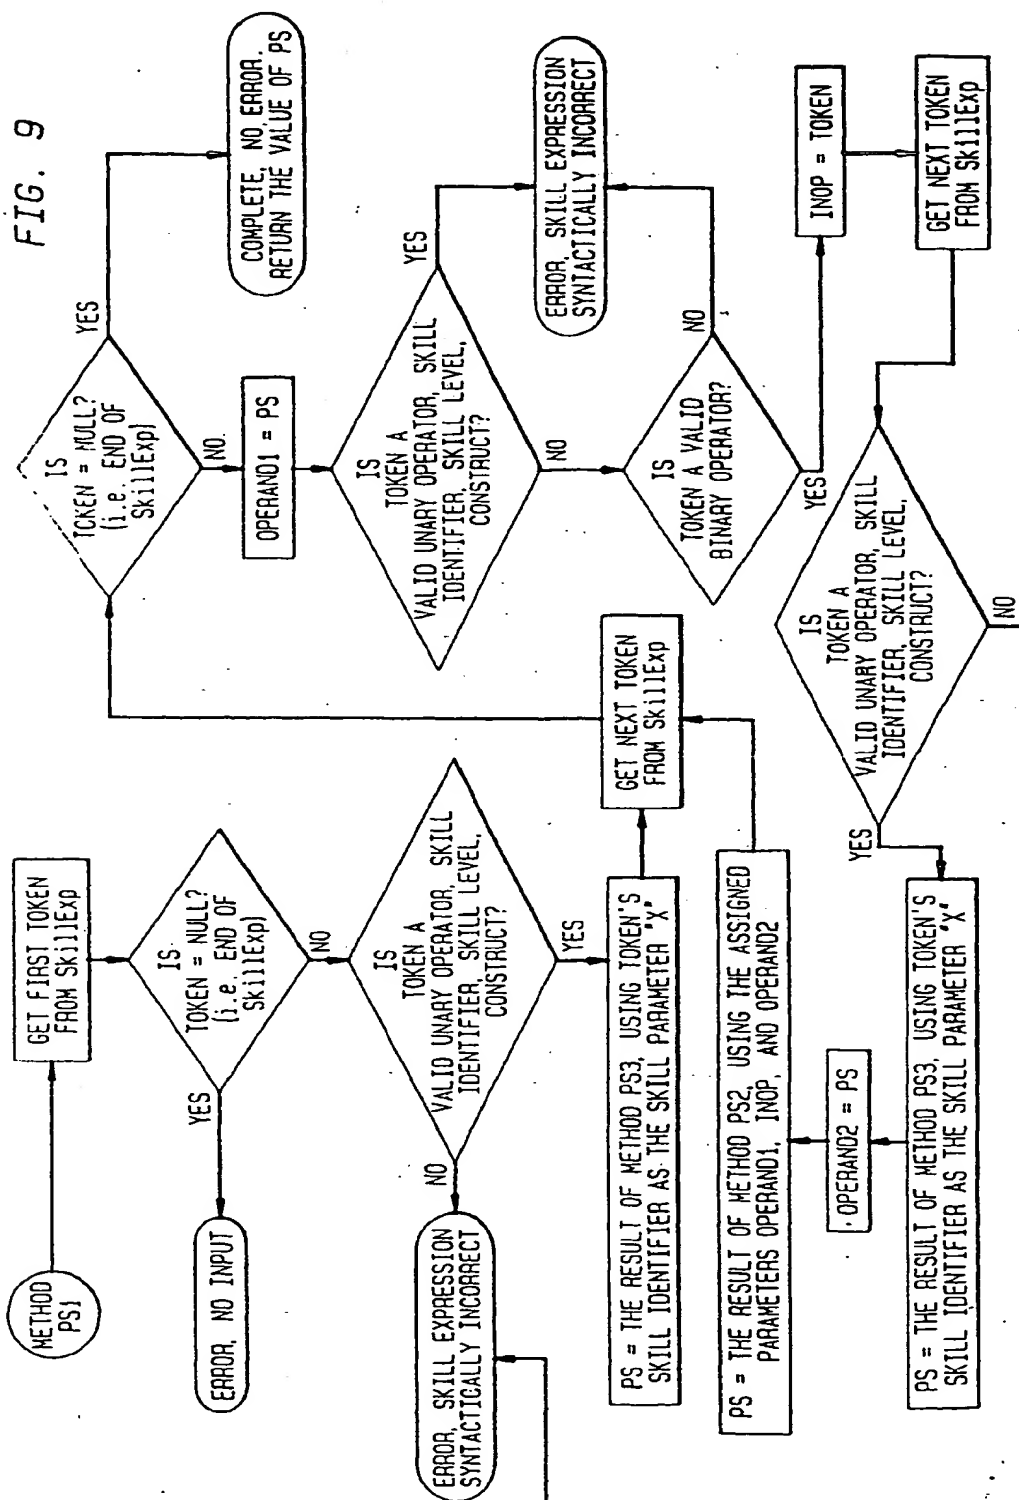 FIG. 9
METHOD
PS1
GET FIRST TOKEN
FROM SkillExp
IS
TOKEN = NULL?
(i.e. END OF
SkillExp)
YES
NO
ERROR, NO INPUT
IS
TOKEN A
VALID UNARY OPERATOR, SKILL
IDENTIFIER, SKILL LEVEL,
CONSTRUCT?
NO
YES
ERROR, SKILL EXPRESSION
SYNTACTICALLY INCORRECT
PS = THE RESULT OF METHOD PS3, USING TOKEN'S
SKILL IDENTIFIER AS THE SKILL PARAMETER "X"
GET NEXT TOKEN
FROM SkillExp
IS
TOKEN = NULL?
(i.e. END OF
SkillExp)
YES
NO
COMPLETE, NO ERROR.
RETURN THE VALUE OF PS
OPERAND1 = PS
IS
TOKEN A
VALID UNARY OPERATOR, SKILL
IDENTIFIER, SKILL LEVEL,
CONSTRUCT?
YES
NO
ERROR, SKILL EXPRESSION
SYNTACTICALLY INCORRECT
IS
TOKEN A VALID
BINARY OPERATOR?
NO
YES
INOP = TOKEN
GET NEXT TOKEN
FROM SkillExp
IS
TOKEN A
VALID UNARY OPERATOR, SKILL
IDENTIFIER, SKILL LEVEL,
CONSTRUCT?
YES
NO
PS = THE RESULT OF METHOD PS3, USING TOKEN'S
SKILL IDENTIFIER AS THE SKILL PARAMETER "X"
OPERAND2 = PS
PS = THE RESULT OF METHOD PS2, USING THE ASSIGNED
PARAMETERS OPERAND1, INOP, AND OPERAND2